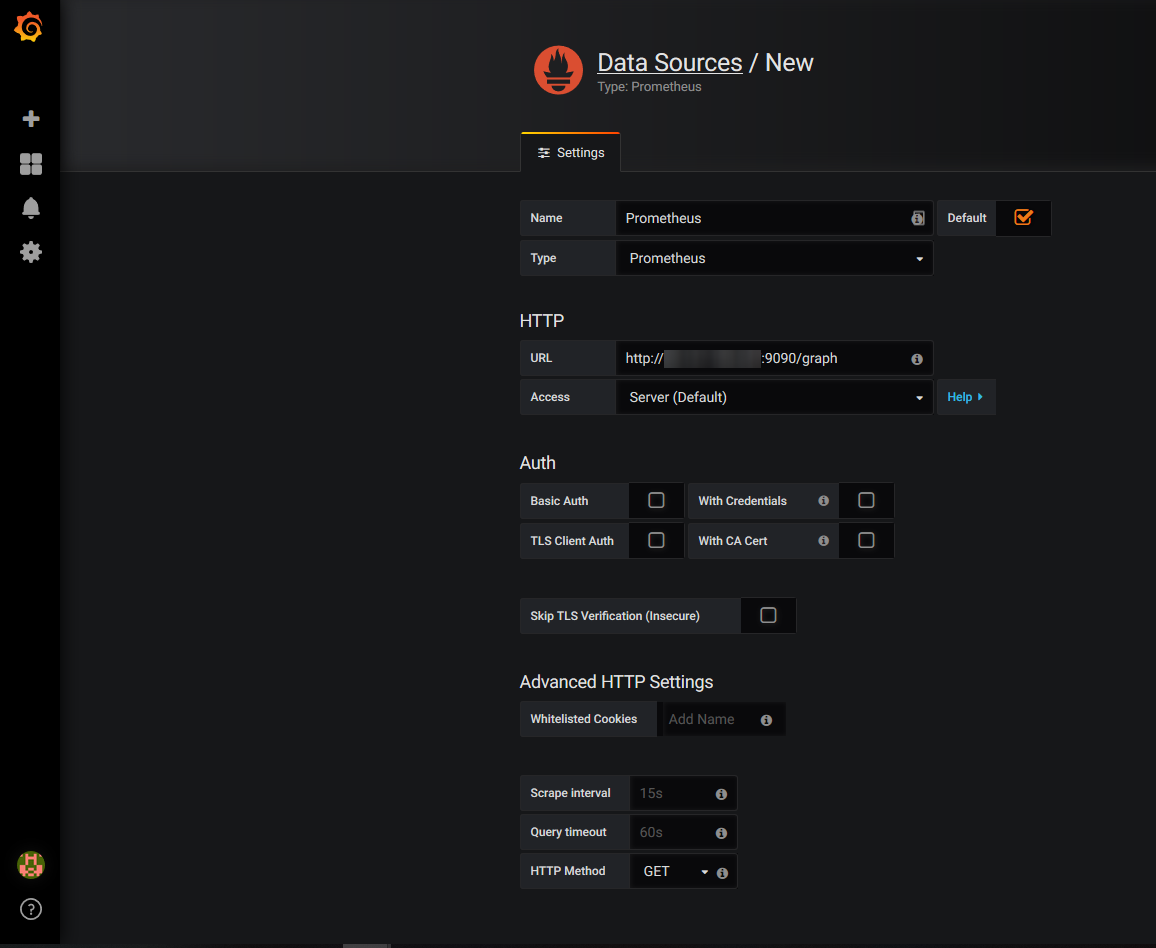 Data Sources / New
Type: Prometheus
Settings
Name Prometheus Default
Type Prometheus
HTTP
URL http:// :9090/graph
Access Server (Default) Help
Auth
Basic Auth With Credentials
TLS Client Auth With CA Cert
Skip TLS Verification (Insecure)
Advanced HTTP Settings
Whitelisted Cookies Add Name
Scrape interval 15s
Query timeout 60s
HTTP Method GET